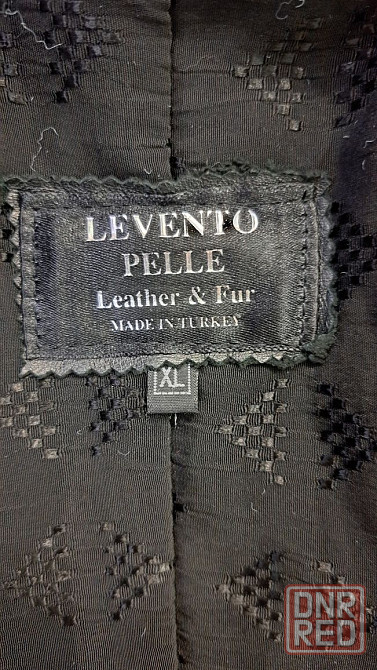 LEVENTO
PELLE
Leather & Fur
MADE IN TURKEY
XL
DNR
RED